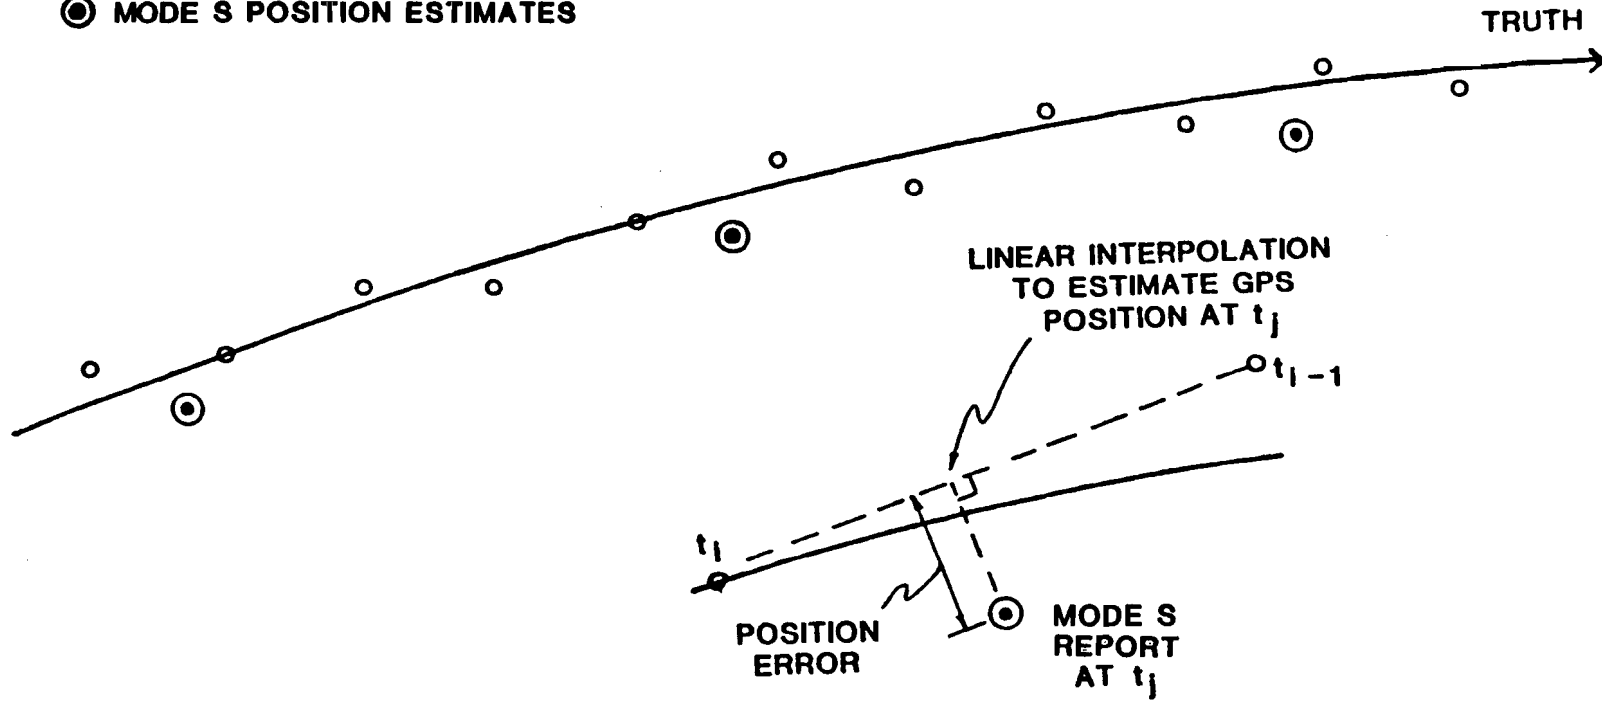 MODE S POSITION ESTIMATES
TRUTH
LINEAR INTERPOLATION
TO ESTIMATE GPS
POSITION AT tj
ti-1
ti
POSITION
ERROR
MODE S
REPORT
AT tj